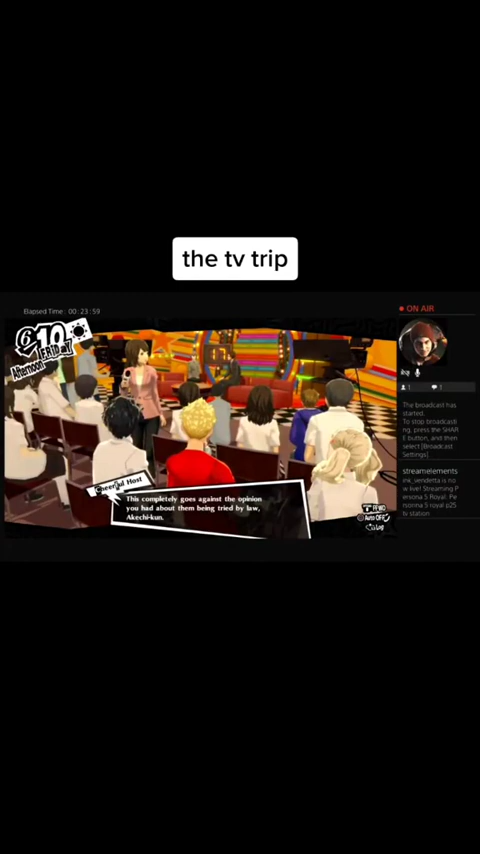 the tv trip
Elapsed Time: 00:23:59
ON AIR
6/10
FRIDAY
Afternoon
1 1
The broadcast has
started.
To stop broadcasti
ng, press the SHAR
E button, and then
select [Broadcast
Settings].
streamelements
ink_vendetta is no
w live! Streaming P
ersona 5 Royal: Pe
rsona 5 royal p25
tv station
Cheerful Host
This completely goes against the opinion
you had about them being tried by law,
Akechi-kun.
FFWD
Auto OFF
Log